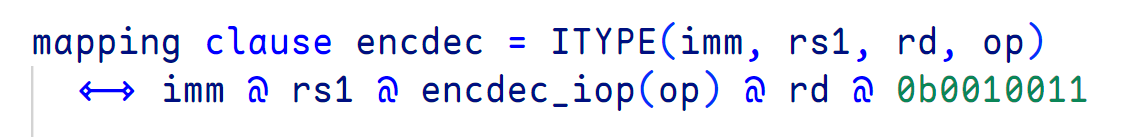 mapping clause encdec = ITYPE(imm, rs1, rd, op)
<-> imm @ rs1 @ encdec_iop(op) @ rd @ 0b0010011